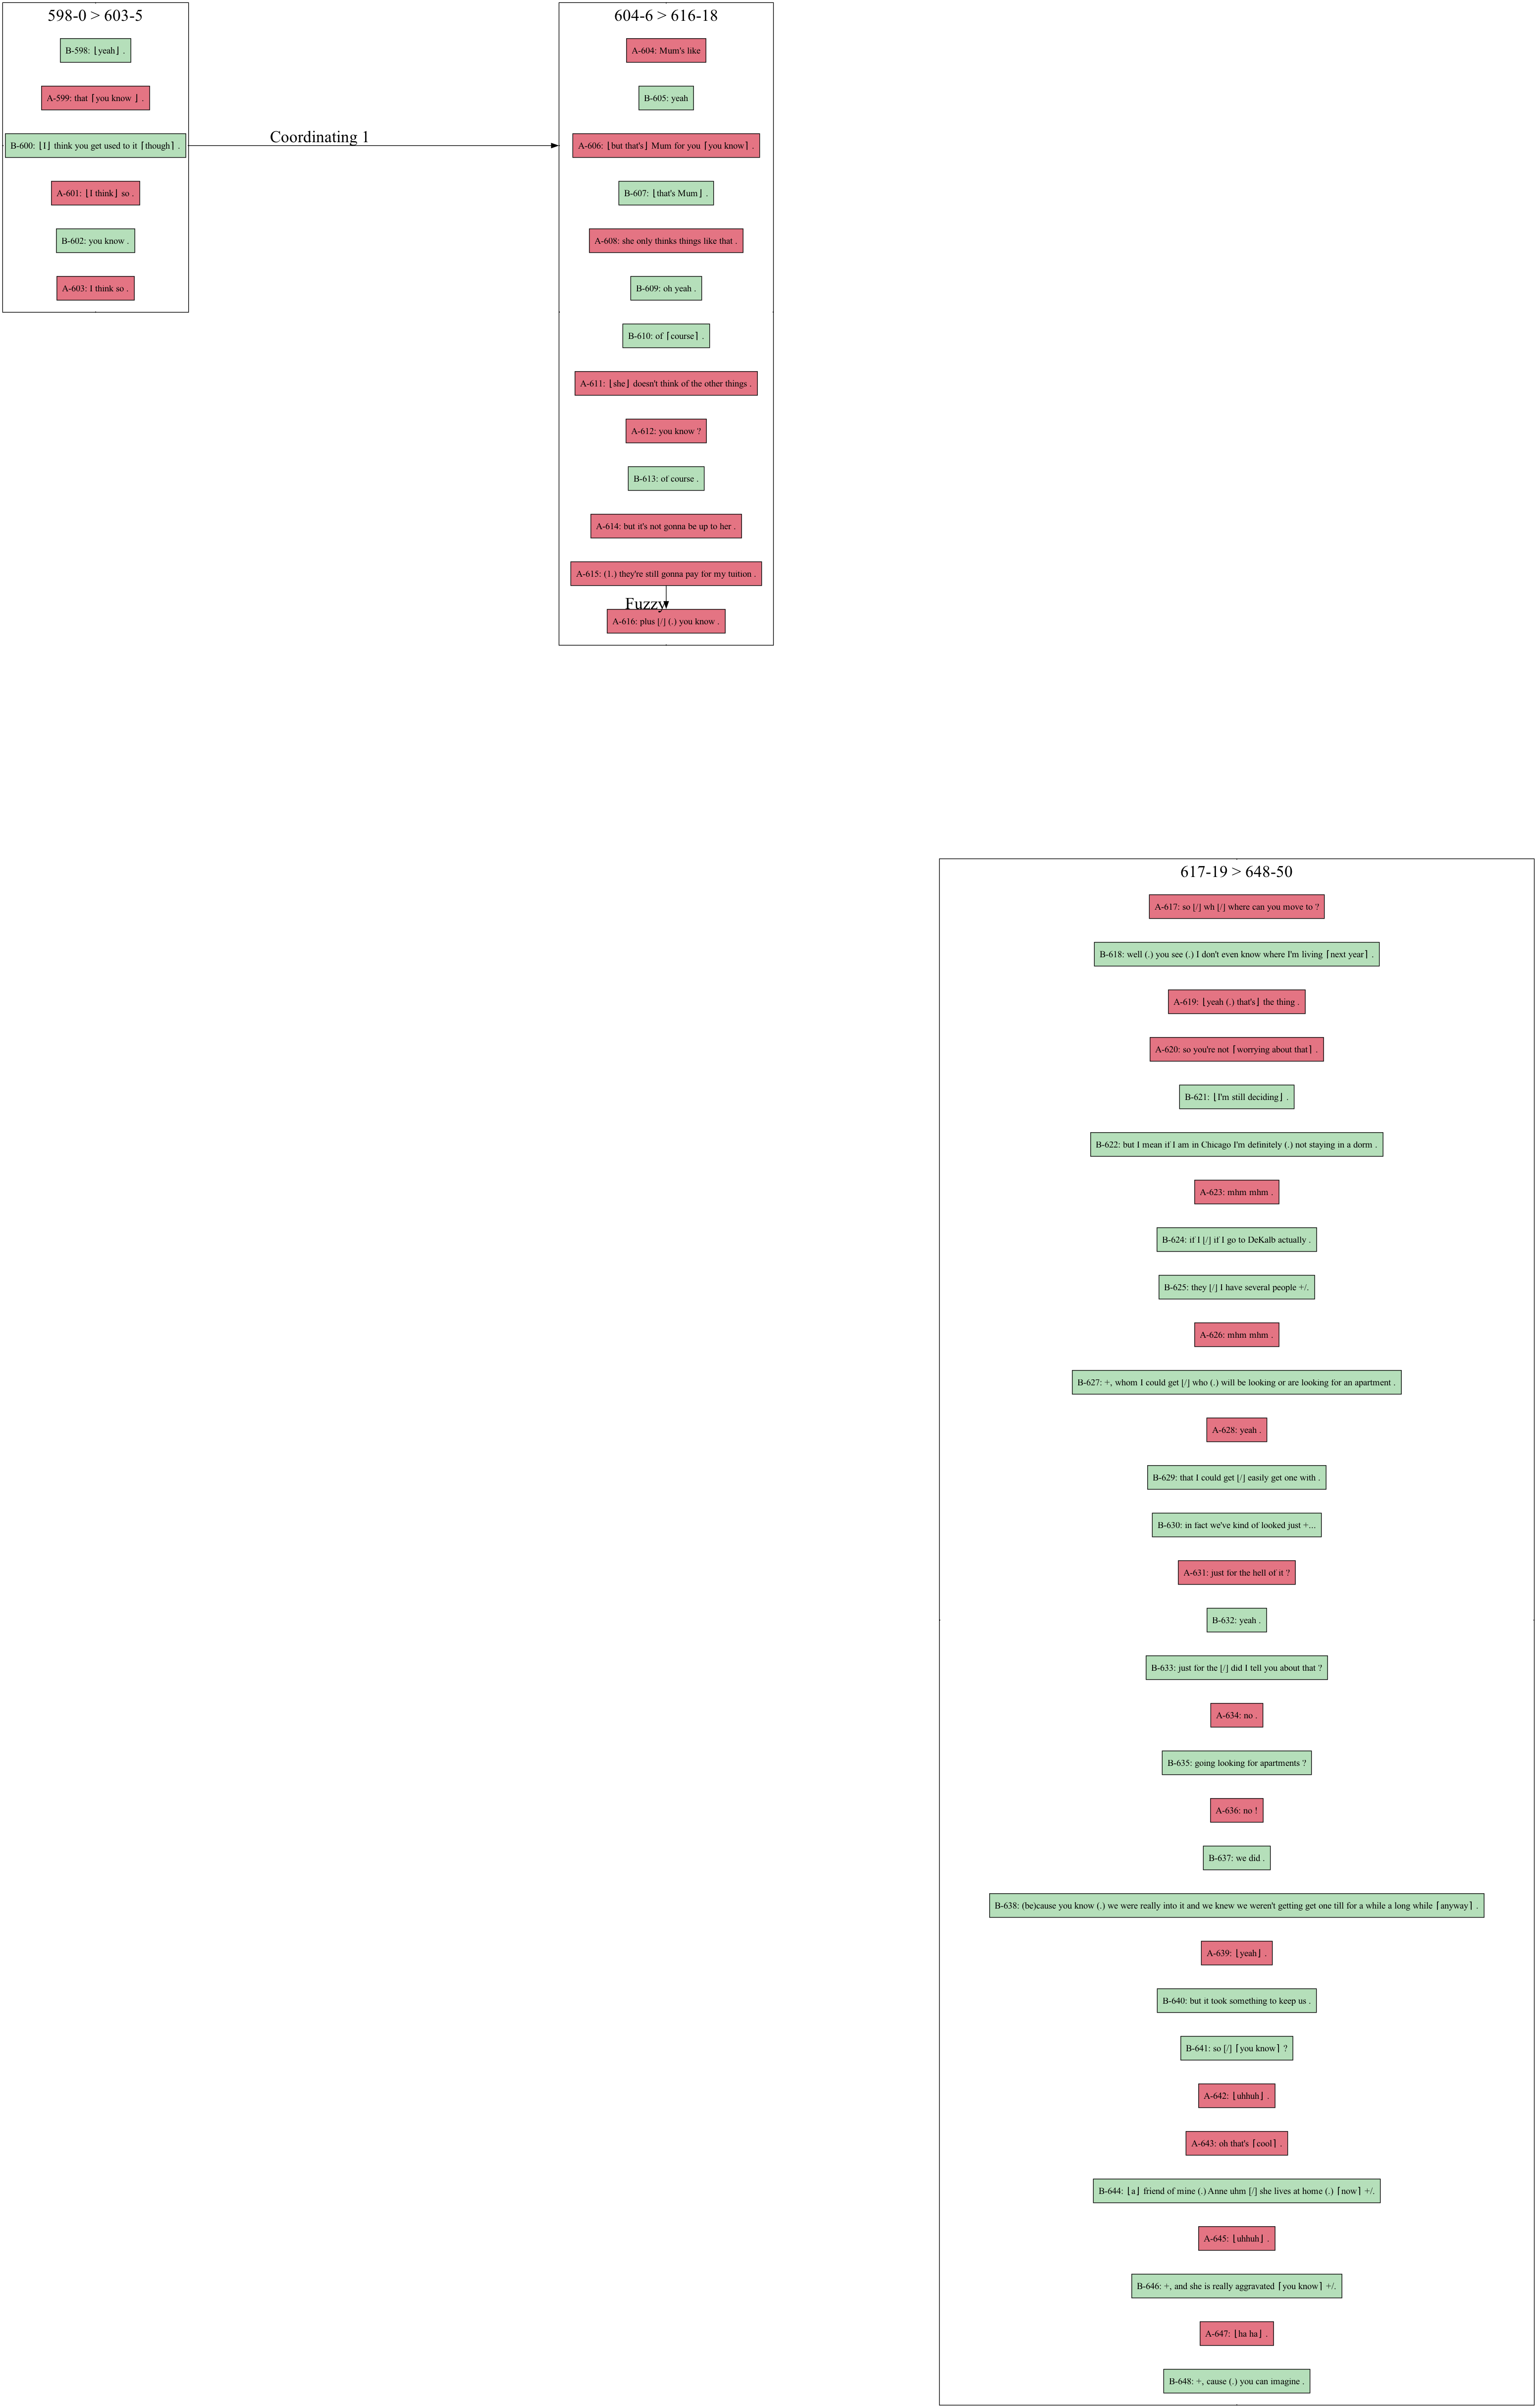 598-0 > 603-5
B-598: ⌊yeah⌋ .
A-599: that ⌈you know ⌋ .
B-600: ⌊I⌋ think you get used to it ⌈though⌉ .
A-601: ⌊I think⌋ so .
B-602: you know .
A-603: I think so .
Coordinating 1
604-6 > 616-18
A-604: Mum's like
B-605: yeah
A-606: ⌊but that's⌋ Mum for you ⌈you know⌉ .
B-607: ⌊that's Mum⌋ .
A-608: she only thinks things like that .
B-609: oh yeah .
B-610: of ⌈course⌉ .
A-611: ⌊she⌋ doesn't think of the other things .
A-612: you know ?
B-613: of course .
A-614: but it's not gonna be up to her .
A-615: (1.) they're still gonna pay for my tuition .
Fuzzy
A-616: plus [/] (.) you know .
617-19 > 648-50
A-617: so [/] wh [/] where can you move to ?
B-618: well (.) you see (.) I don't even know where I'm living ⌈next year⌉ .
A-619: ⌊yeah (.) that's⌋ the thing .
A-620: so you're not ⌈worrying about that⌉ .
B-621: ⌊I'm still deciding⌋ .
B-622: but I mean if I am in Chicago I'm definitely (.) not staying in a dorm .
A-623: mhm mhm .
B-624: if I [/] if I go to DeKalb actually .
B-625: they [/] I have several people +/.
A-626: mhm mhm .
B-627: +, whom I could get [/] who (.) will be looking or are looking for an apartment .
A-628: yeah .
B-629: that I could get [/] easily get one with .
B-630: in fact we've kind of looked just +...
A-631: just for the hell of it ?
B-632: yeah .
B-633: just for the [/] did I tell you about that ?
A-634: no .
B-635: going looking for apartments ?
A-636: no !
B-637: we did .
B-638: (be)cause you know (.) we were really into it and we knew we weren't getting get one till for a while a long while ⌈anyway⌉ .
A-639: ⌊yeah⌋ .
B-640: but it took something to keep us .
B-641: so [/] ⌈you know⌉ ?
A-642: ⌊uhhuh⌋ .
A-643: oh that's ⌈cool⌉ .
B-644: ⌊a⌋ friend of mine (.) Anne uhm [/] she lives at home (.) ⌈now⌉ +/.
A-645: ⌊uhhuh⌋ .
B-646: +, and she is really aggravated ⌈you know⌉ +/.
A-647: ⌊ha ha⌋ .
B-648: +, cause (.) you can imagine .